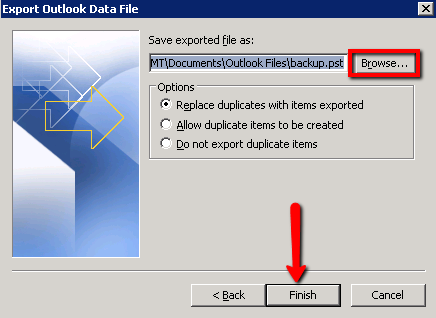 Export Outlook Data File
Save exported file as:
MT\Documents\Outlook Files\backup.pst
Browse...
Options
Replace duplicates with items exported
Allow duplicate items to be created
Do not export duplicate items
< Back
Finish
Cancel